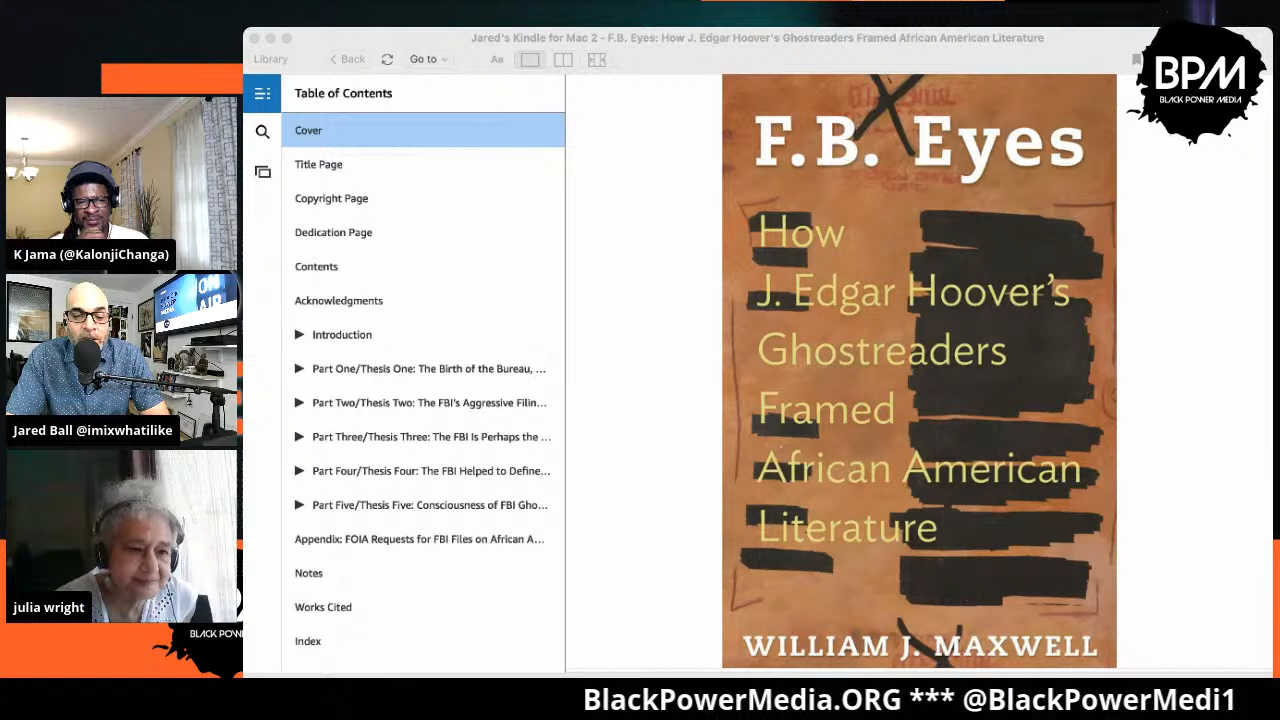 Jared's Kindle for Mac 2 - F.B. Eyes: How J. Edgar Hoover's Ghostreaders Framed African American Literature
Library
Back
Go to
Aa
Table of Contents
Cover
Title Page
Copyright Page
Dedication Page
Contents
Acknowledgments
Introduction
Part One/Thesis One: The Birth of the Bureau, ...
Part Two/Thesis Two: The FBI's Aggressive Filin...
Part Three/Thesis Three: The FBI Is Perhaps the ...
Part Four/Thesis Four: The FBI Helped to Define...
Part Five/Thesis Five: Consciousness of FBI Gho...
Appendix: FOIA Requests for FBI Files on African A...
Notes
Works Cited
Index
F.B. Eyes
How
J. Edgar Hoover's
Ghostreaders
Framed
African American
Literature
WILLIAM J. MAXWELL
BPM
BLACK POWER MEDIA
K Jama (@KalonjiChanga)
ON
AIR
Jared Ball @imixwhatilike
julia wright
BLACK POWER
BlackPowerMedia.ORG *** @BlackPowerMedi1